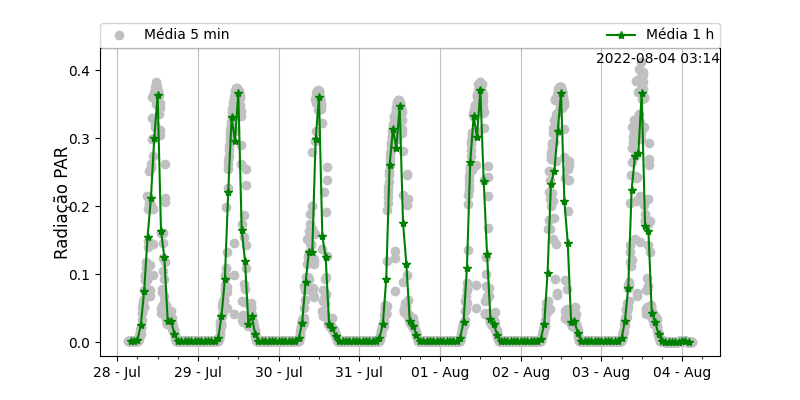 Média 5 min
Média 1 h
2022-08-04 03:14
Radiação PAR
0.4
0.3
0.2
0.1
0.0
28 - Jul
29 - Jul
30 - Jul
31 - Jul
01 - Aug
02 - Aug
03 - Aug
04 - Aug